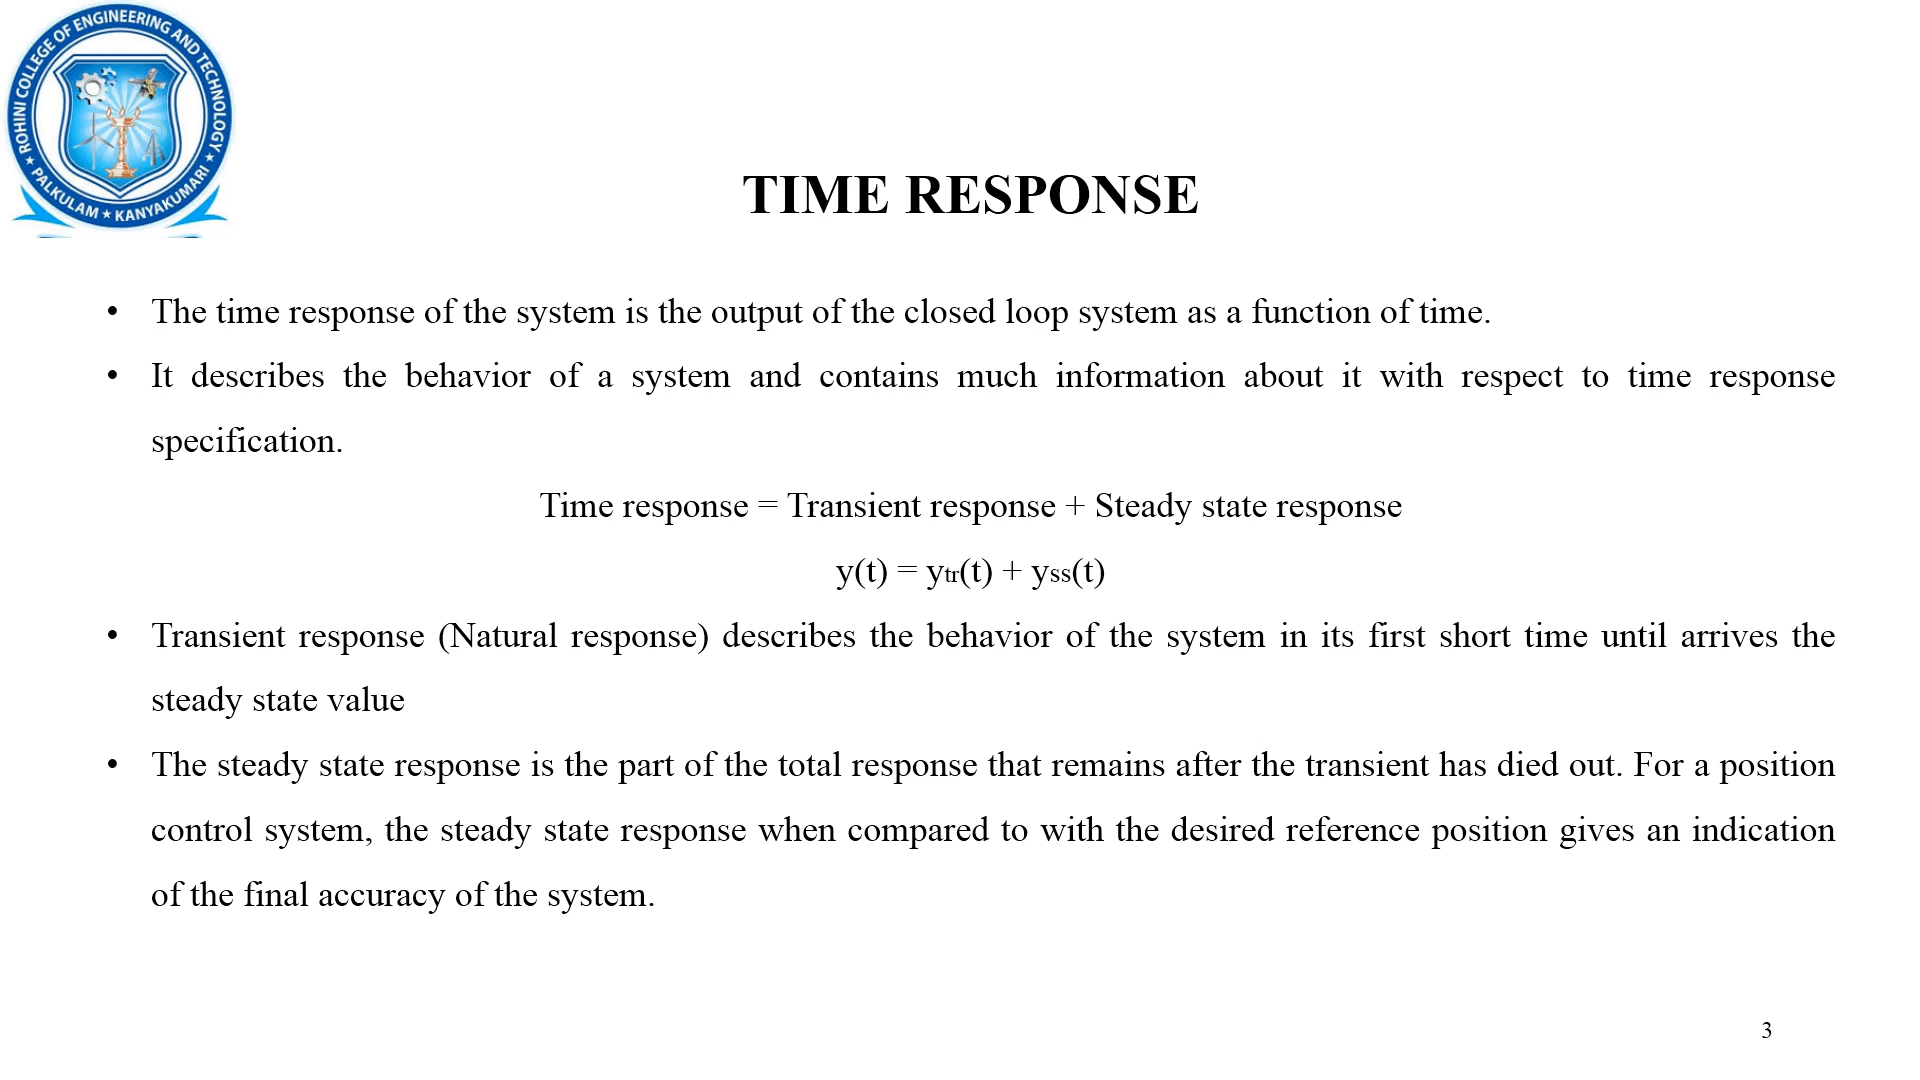 ROHINI COLLEGE OF ENGINEERING AND TECHNOLOGY
★ PALKULAM ★ KANYAKUMARI ★
TIME RESPONSE
• The time response of the system is the output of the closed loop system as a function of time.
• It describes the behavior of a system and contains much information about it with respect to time response
specification.
Time response = Transient response + Steady state response
y(t) = ytr(t) + yss(t)
• Transient response (Natural response) describes the behavior of the system in its first short time until arrives the
steady state value
• The steady state response is the part of the total response that remains after the transient has died out. For a position
control system, the steady state response when compared to with the desired reference position gives an indication
of the final accuracy of the system.
3